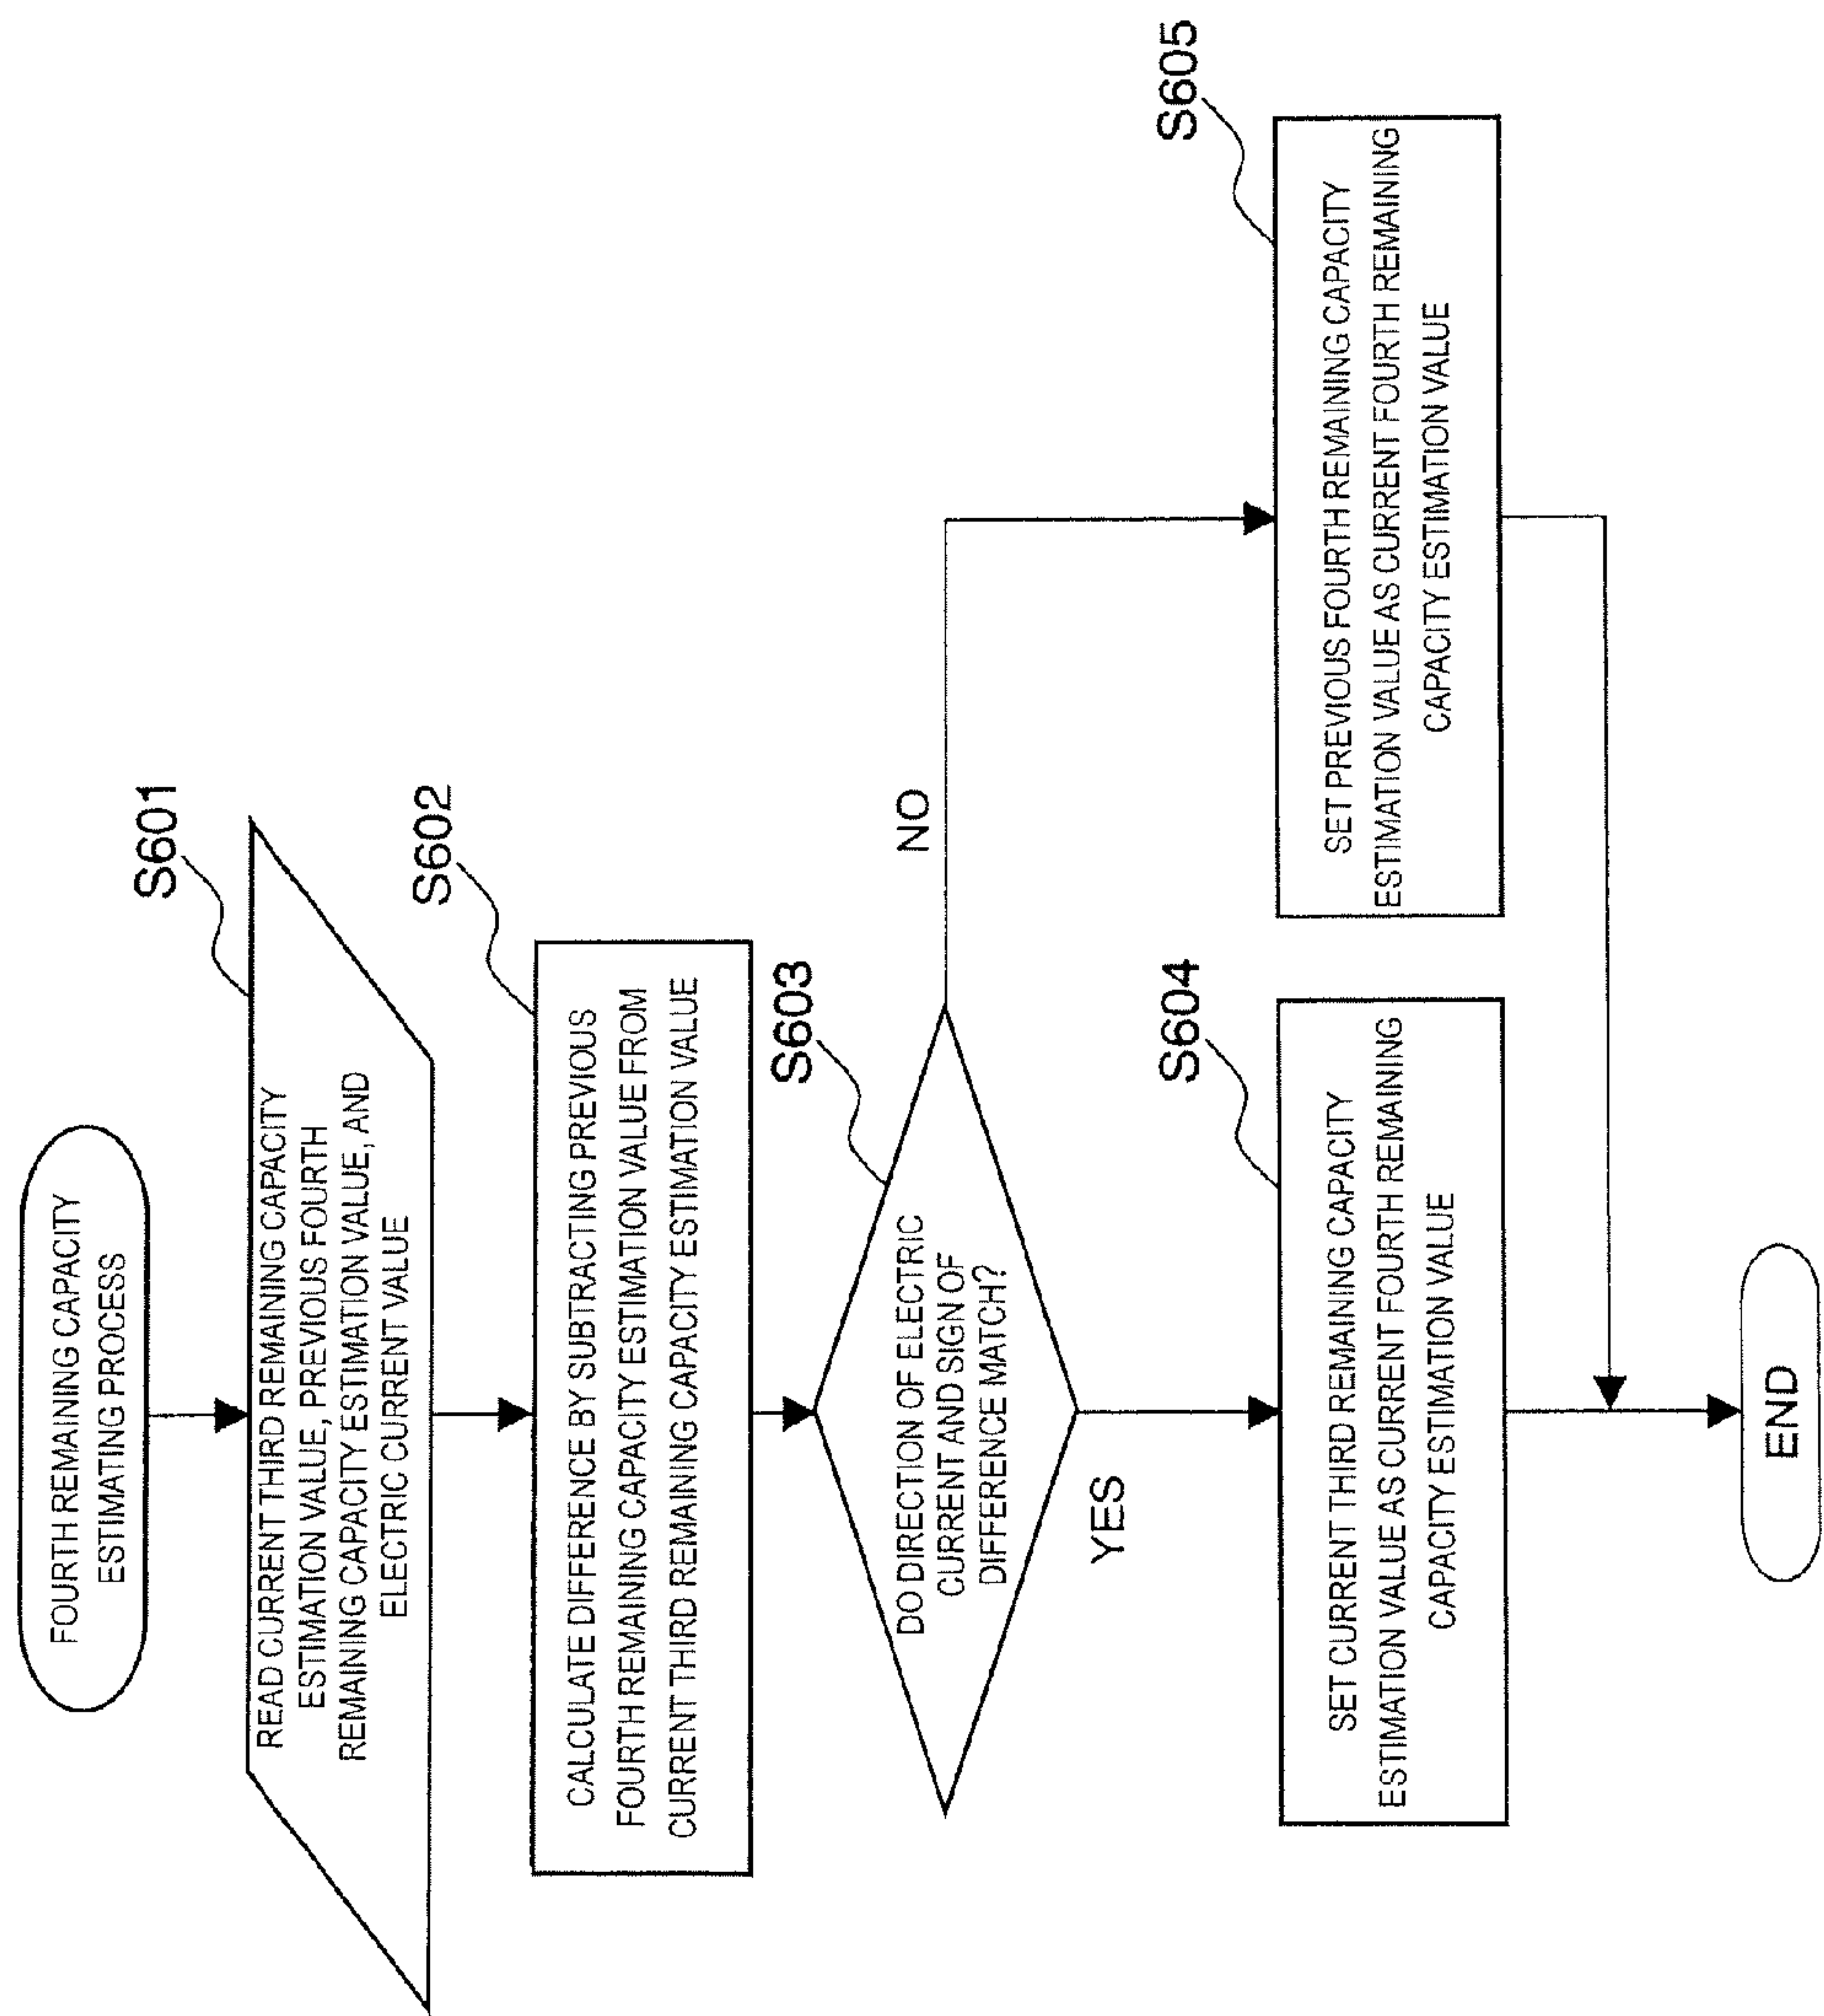 FOURTH REMAINING CAPACITY
ESTIMATING PROCESS
S601
READ CURRENT THIRD REMAINING CAPACITY
ESTIMATION VALUE, PREVIOUS FOURTH
REMAINING CAPACITY ESTIMATION VALUE, AND
ELECTRIC CURRENT VALUE
S602
CALCULATE DIFFERENCE BY SUBTRACTING PREVIOUS
FOURTH REMAINING CAPACITY ESTIMATION VALUE FROM
CURRENT THIRD REMAINING CAPACITY ESTIMATION VALUE
S603
DO DIRECTION OF ELECTRIC
CURRENT AND SIGN OF
DIFFERENCE MATCH?
NO
YES
S604
SET CURRENT THIRD REMAINING CAPACITY
ESTIMATION VALUE AS CURRENT FOURTH REMAINING
CAPACITY ESTIMATION VALUE
S605
SET PREVIOUS FOURTH REMAINING CAPACITY
ESTIMATION VALUE AS CURRENT FOURTH REMAINING
CAPACITY ESTIMATION VALUE
END